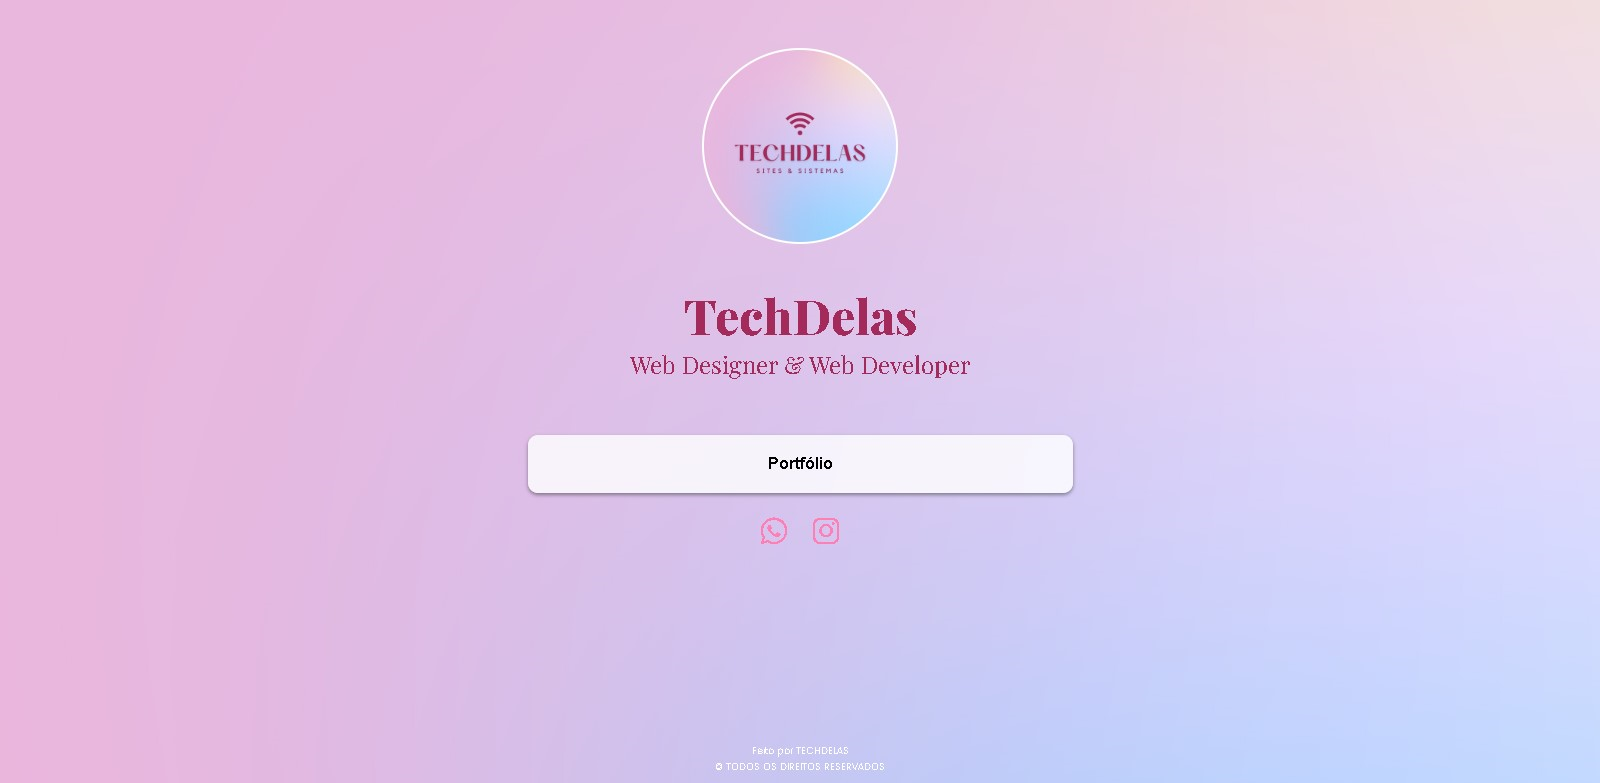 TECHDELAS
SITES & SISTEMAS
TechDelas
Web Designer & Web Developer
Portfólio
Feito por TECHDELAS
© TODOS OS DIREITOS RESERVADOS